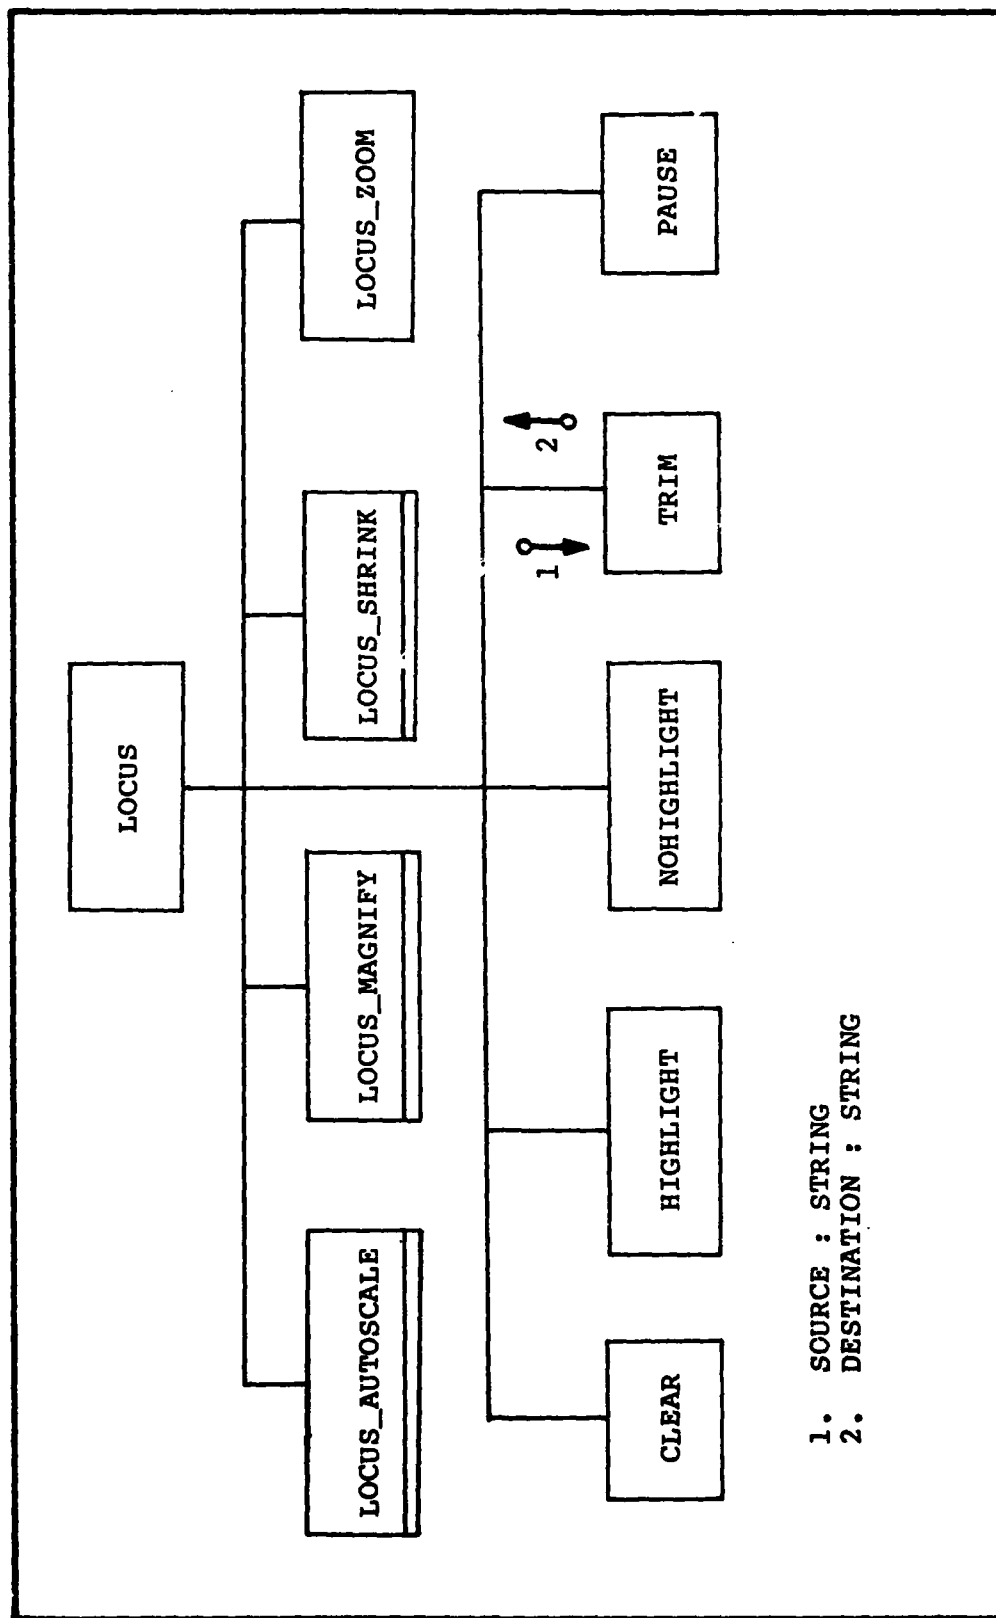 LOCUS
LOCUS_AUTOSCALE
LOCUS_MAGNIFY
LOCUS_SHRINK
LOCUS_ZOOM
1
2
CLEAR
HIGHLIGHT
NOHIGHLIGHT
TRIM
PAUSE
1. SOURCE : STRING
2. DESTINATION : STRING